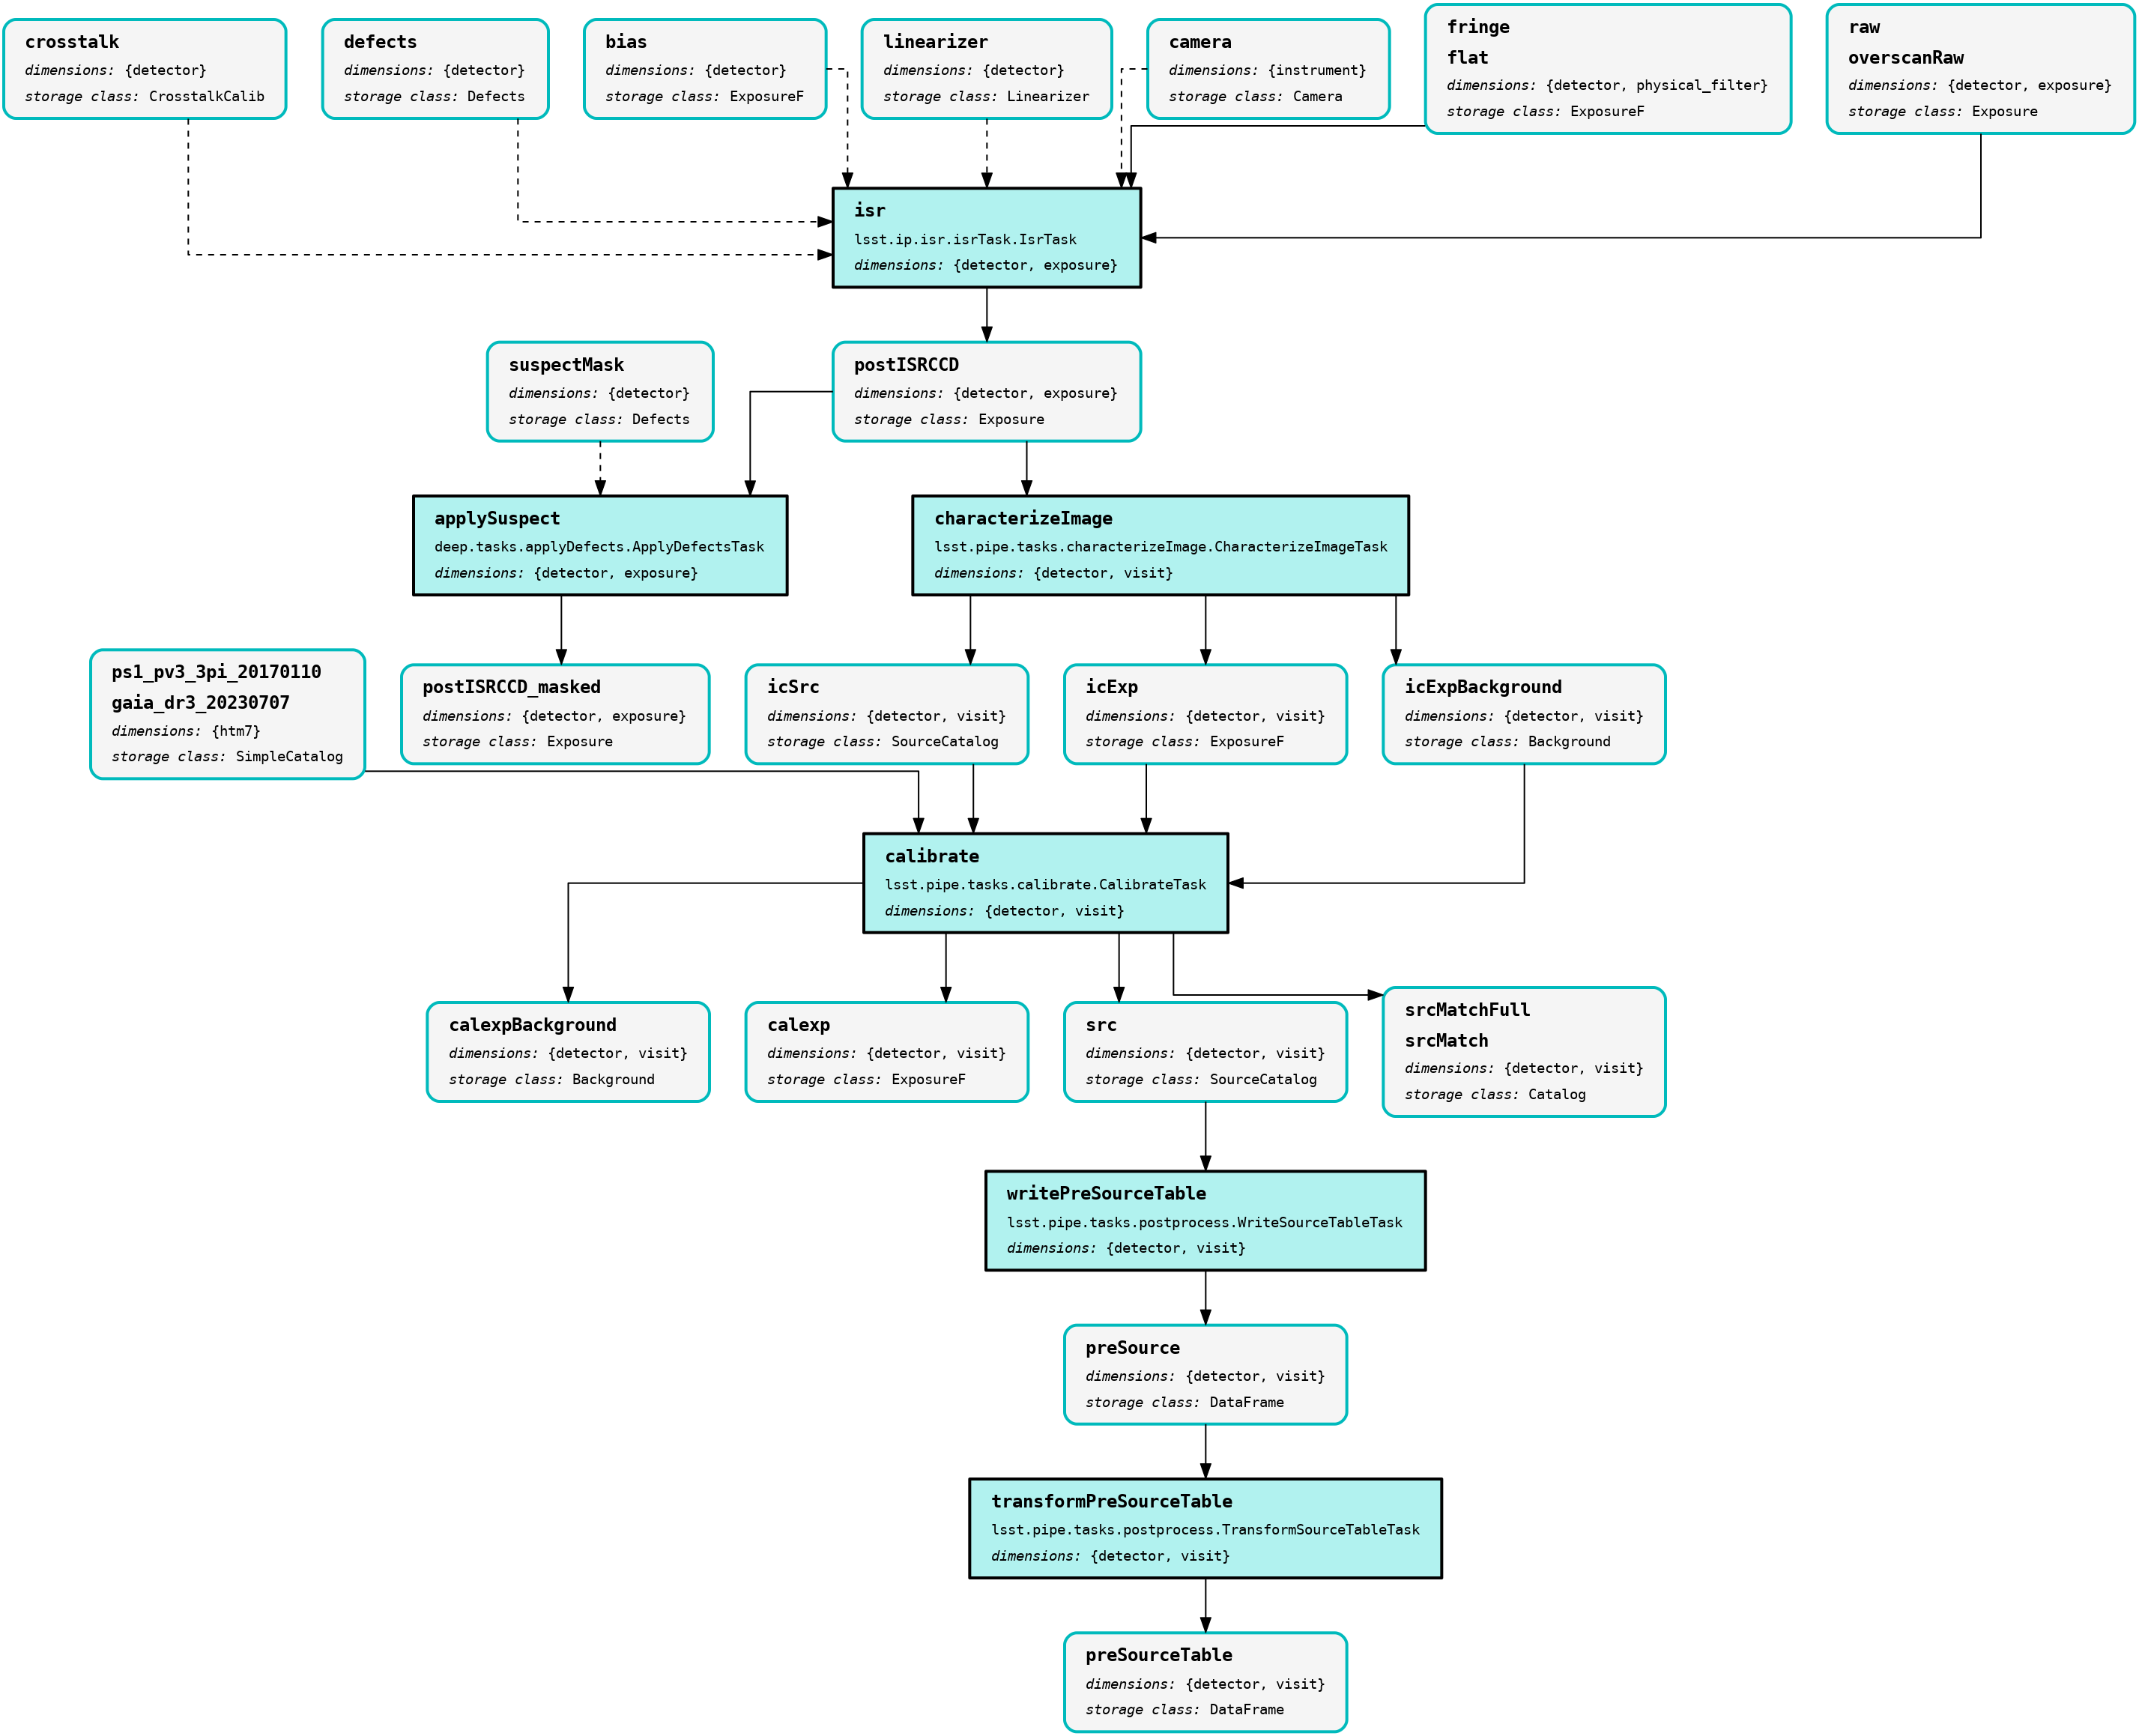 crosstalk
dimensions: {detector}
storage class: CrosstalkCalib
defects
dimensions: {detector}
storage class: Defects
bias
dimensions: {detector}
storage class: ExposureF
linearizer
dimensions: {detector}
storage class: Linearizer
camera
dimensions: {instrument}
storage class: Camera
fringe
flat
dimensions: {detector, physical_filter}
storage class: ExposureF
raw
overscanRaw
dimensions: {detector, exposure}
storage class: Exposure
isr
lsst.ip.isr.isrTask.IsrTask
dimensions: {detector, exposure}
suspectMask
dimensions: {detector}
storage class: Defects
postISRCCD
dimensions: {detector, exposure}
storage class: Exposure
applySuspect
deep.tasks.applyDefects.ApplyDefectsTask
dimensions: {detector, exposure}
characterizeImage
lsst.pipe.tasks.characterizeImage.CharacterizeImageTask
dimensions: {detector, visit}
ps1_pv3_3pi_20170110
gaia_dr3_20230707
dimensions: {htm7}
storage class: SimpleCatalog
postISRCCD_masked
dimensions: {detector, exposure}
storage class: Exposure
icSrc
dimensions: {detector, visit}
storage class: SourceCatalog
icExp
dimensions: {detector, visit}
storage class: ExposureF
icExpBackground
dimensions: {detector, visit}
storage class: Background
calibrate
lsst.pipe.tasks.calibrate.CalibrateTask
dimensions: {detector, visit}
calexpBackground
dimensions: {detector, visit}
storage class: Background
calexp
dimensions: {detector, visit}
storage class: ExposureF
src
dimensions: {detector, visit}
storage class: SourceCatalog
srcMatchFull
srcMatch
dimensions: {detector, visit}
storage class: Catalog
writePreSourceTable
lsst.pipe.tasks.postprocess.WriteSourceTableTask
dimensions: {detector, visit}
preSource
dimensions: {detector, visit}
storage class: DataFrame
transformPreSourceTable
lsst.pipe.tasks.postprocess.TransformSourceTableTask
dimensions: {detector, visit}
preSourceTable
dimensions: {detector, visit}
storage class: DataFrame